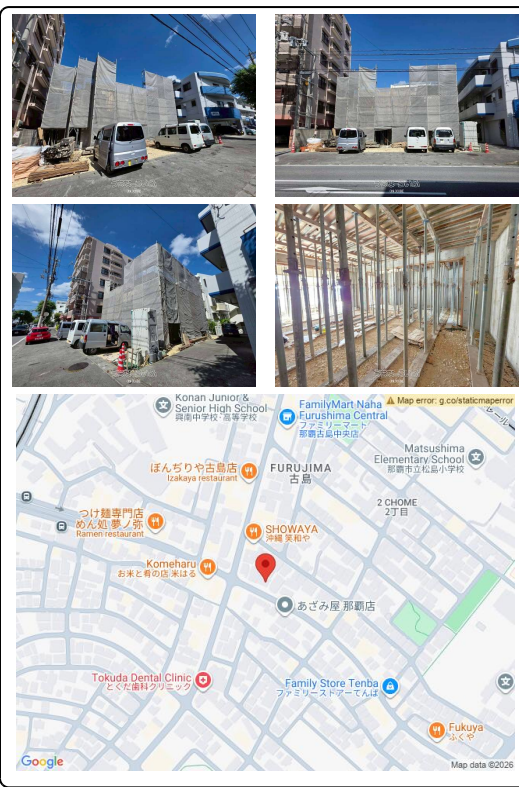 Konan Junior &
Senior High School
興南中学校・高等学校
FamilyMart Naha
Furushima Central
ファミリーマート
那覇古島中央店
Map error: g.co/staticmaperror
Matsushima
Elementary School
那覇市立松島小学校
ぼんぢりや古島店
Izakaya restaurant
FURUJIMA
古島
2 CHOME
2丁目
つけ麺専門店
めん処 夢ノ弥
Ramen restaurant
SHOWAYA
沖縄 笑和や
Komeharu
お米と肴の店 米はる
あざみ屋 那覇店
Tokuda Dental Clinic
とくだ歯科クリニック
Family Store Tenba
ファミリーストアーてんば
Fukuya
ふくや
Google
Map data ©2026